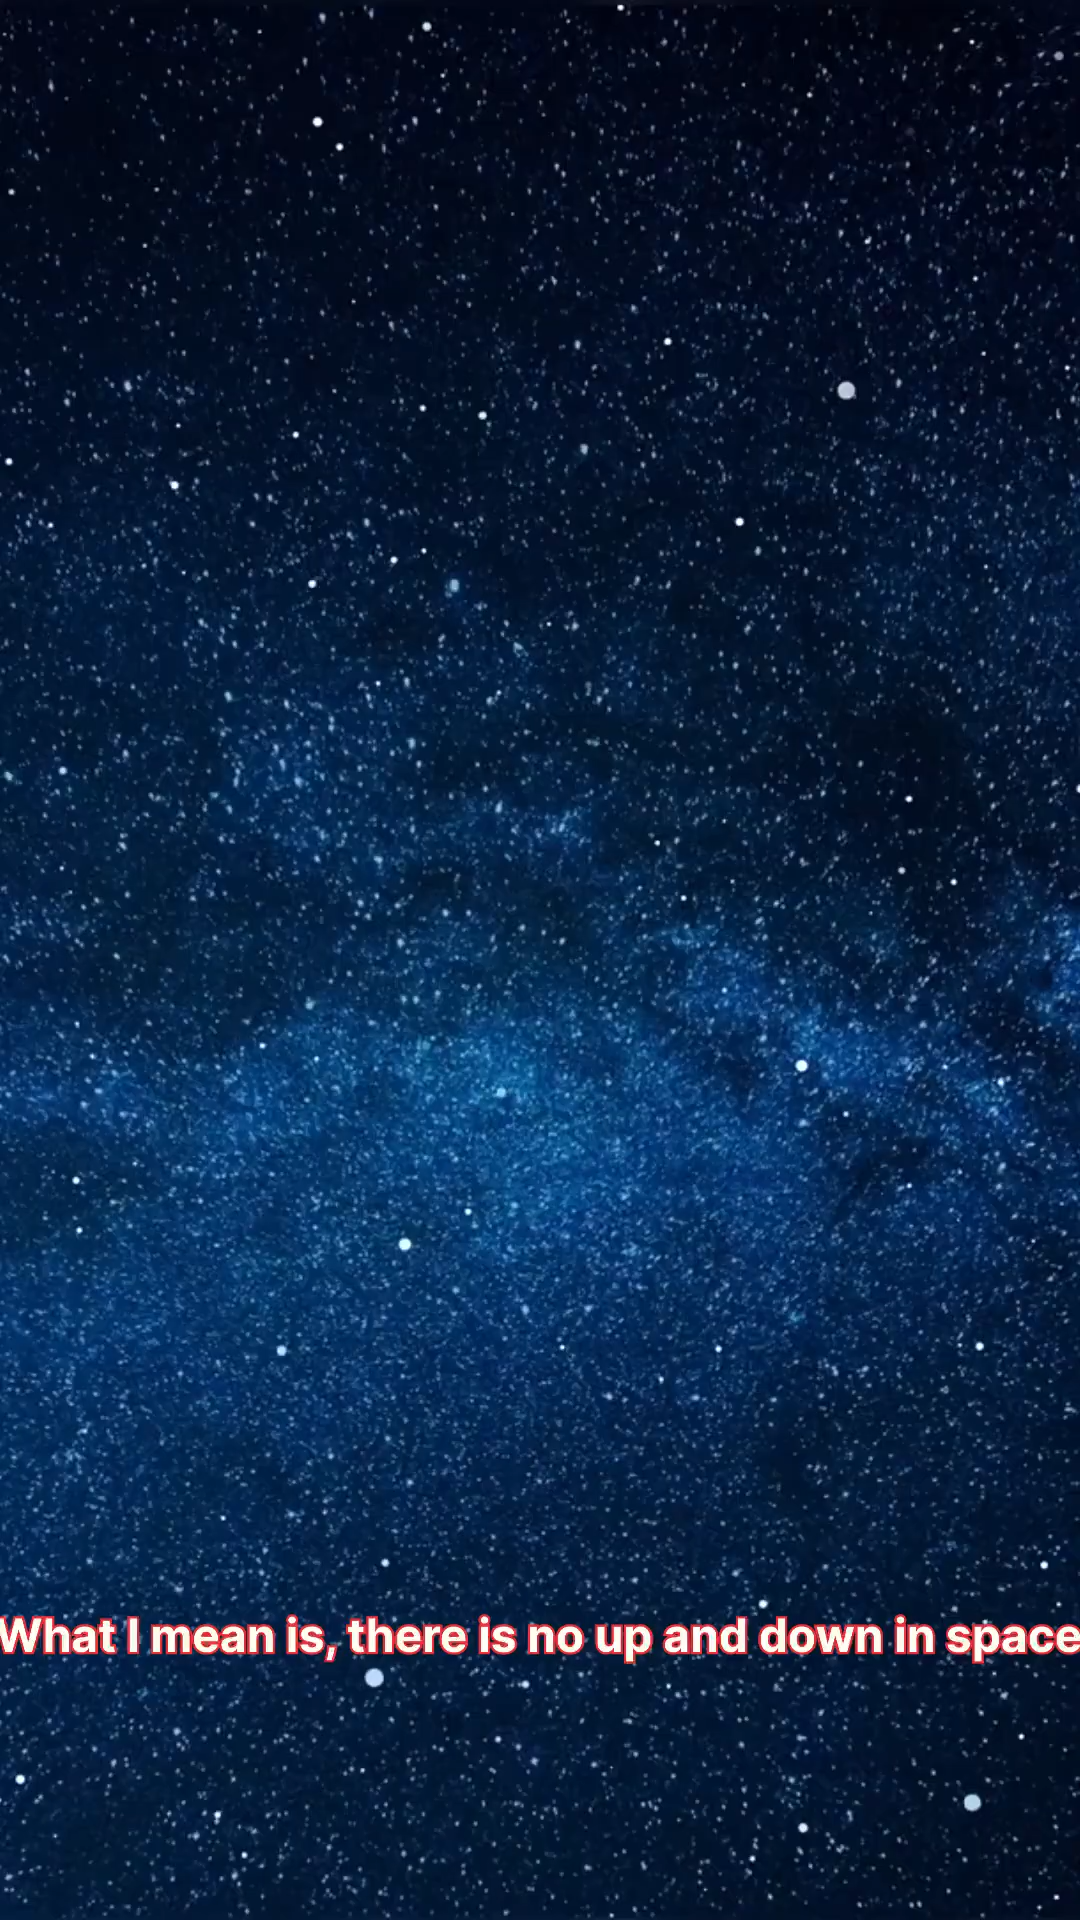 What I mean is, there is no up and down in space